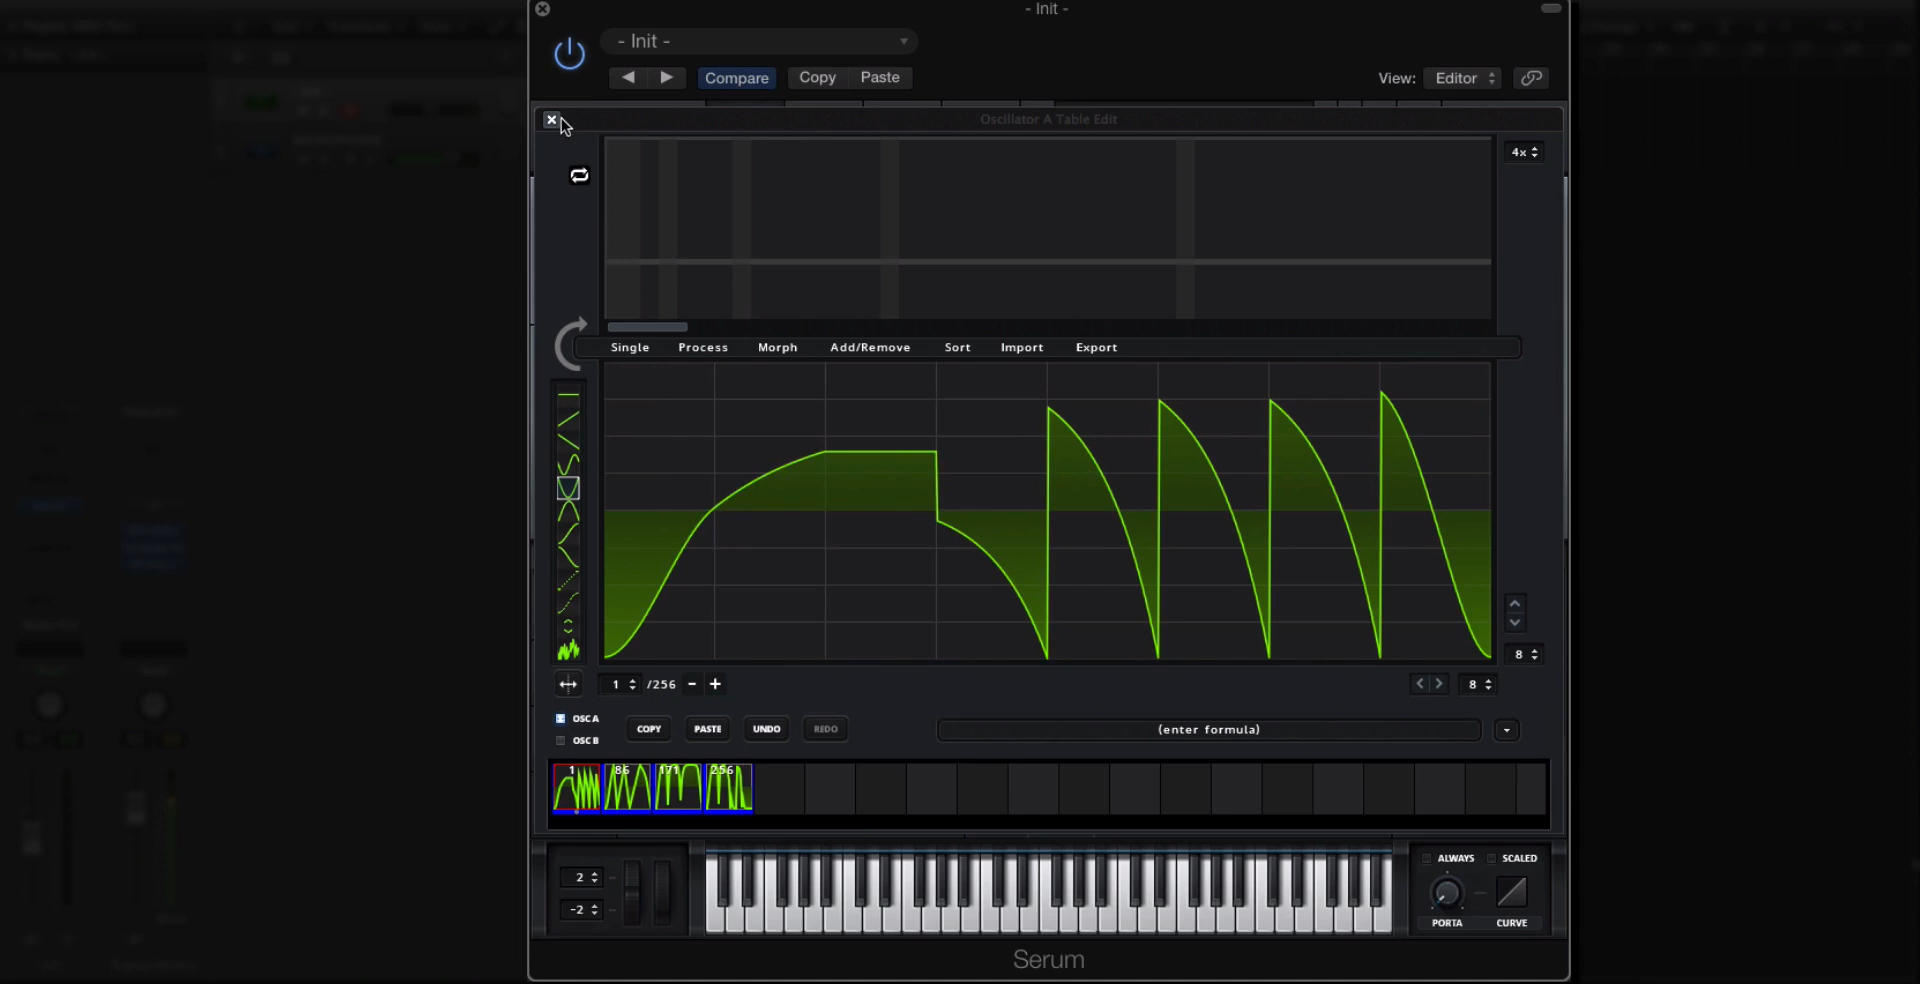 - Init -
- Init -
Compare Copy Paste View: Editor
Oscillator A Table Edit
4x
Single Process Morph Add/Remove Sort Import Export
8
1 /256 - + 8
OSC A
OSC B
COPY PASTE UNDO REDO (enter formula)
1 86 171 256
2
-2
ALWAYS SCALED
PORTA CURVE
Serum